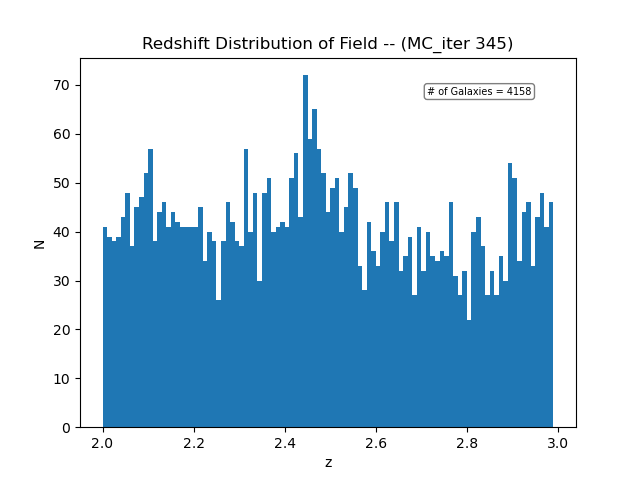 Redshift Distribution of Field -- (MC_iter 345)
# of Galaxies = 4158
70
60
50
40
30
20
10
0
N
2.0 2.2 2.4 2.6 2.8 3.0
z